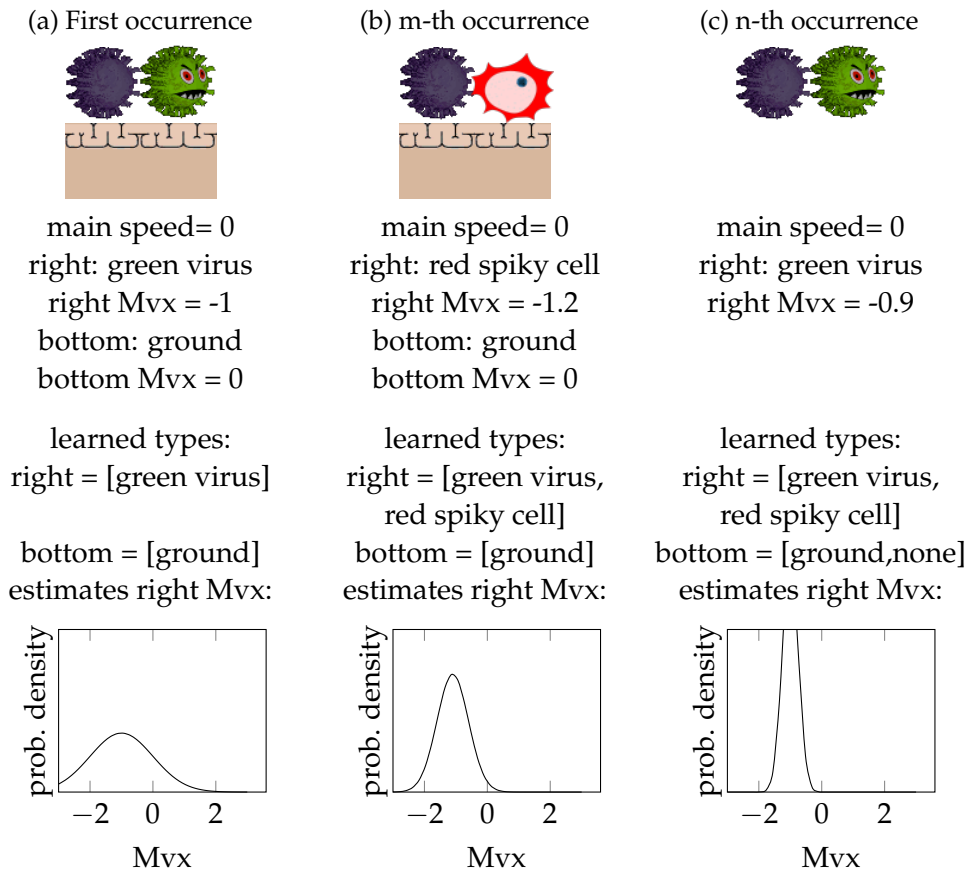 (a) First occurrence
main speed= 0
right: green virus
right Mvx = -1
bottom: ground
bottom Mvx = 0
learned types:
right = [green virus]
bottom = [ground]
estimates right Mvx:
prob. density
−2 0 2
Mvx
(b) m-th occurrence
main speed= 0
right: red spiky cell
right Mvx = -1.2
bottom: ground
bottom Mvx = 0
learned types:
right = [green virus,
red spiky cell]
bottom = [ground]
estimates right Mvx:
prob. density
−2 0 2
Mvx
(c) n-th occurrence
main speed= 0
right: green virus
right Mvx = -0.9
learned types:
right = [green virus,
red spiky cell]
bottom = [ground,none]
estimates right Mvx:
prob. density
−2 0 2
Mvx